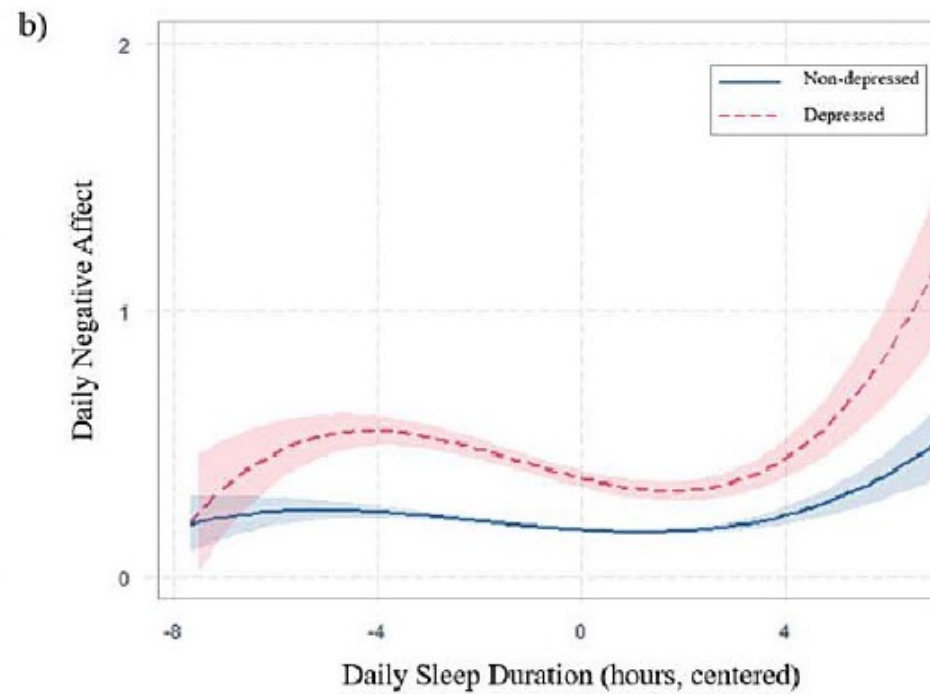 b)
2
Non-depressed
Depressed
Daily Negative Affect
1
0
-8 -4 0 4
Daily Sleep Duration (hours, centered)